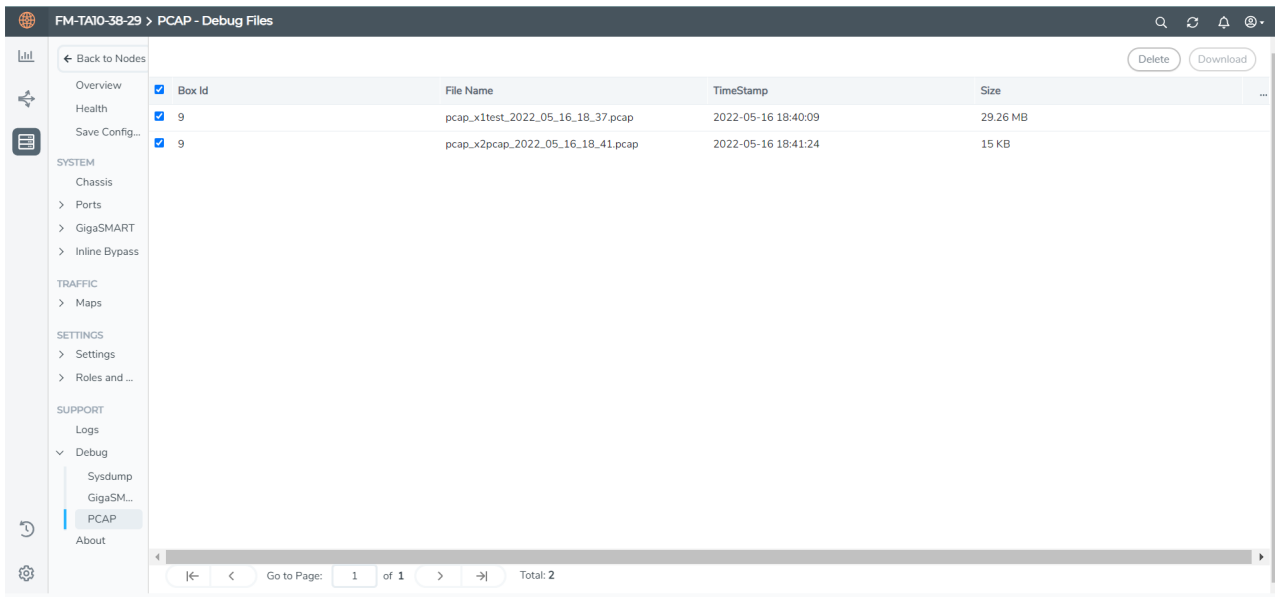 FM-TA10-38-29 > PCAP - Debug Files
← Back to Nodes
Overview
Health
Save Config...
SYSTEM
Chassis
> Ports
> GigaSMART
> Inline Bypass
TRAFFIC
> Maps
SETTINGS
> Settings
> Roles and ...
SUPPORT
Logs
Debug
Sysdump
GigaSM...
PCAP
About
Delete Download
Box Id File Name TimeStamp Size ...
9 pcap_x1test_2022_05_16_18_37.pcap 2022-05-16 18:40:09 29.26 MB
9 pcap_x2pcap_2022_05_16_18_41.pcap 2022-05-16 18:41:24 15 KB
Go to Page: 1 of 1 Total: 2